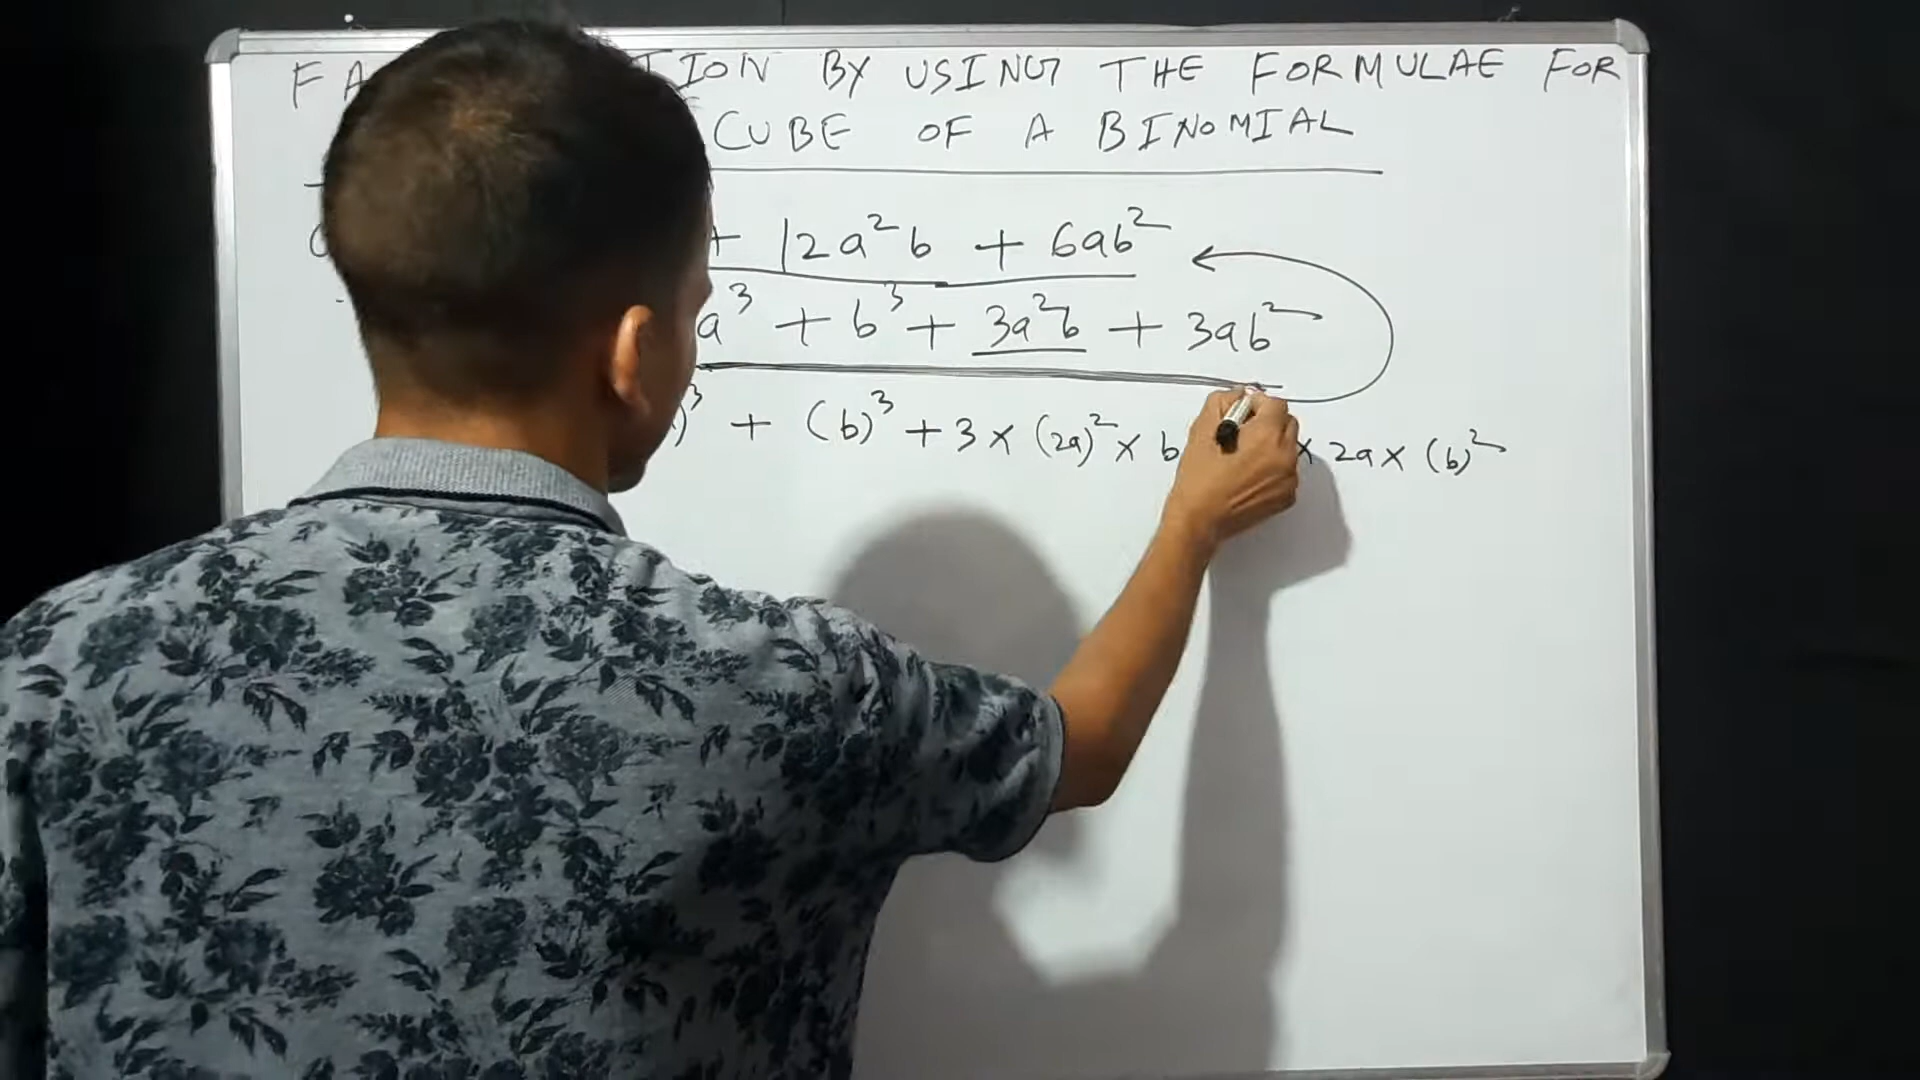 BY USING THE FORMULAE FOR
CUBE OF A BINOMIAL
+ 12a²b + 6ab²
a³ + b³ + 3a²b + 3ab²
)³ + (b)³ + 3 × (2a)² × b × 2a × (b)²